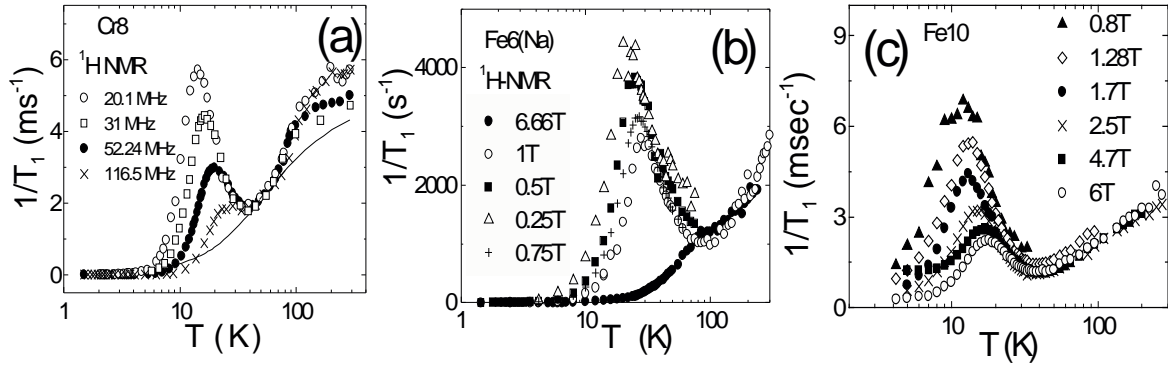 Cr8
(a)
¹H NMR
20.1 MHz
31 MHz
52.24 MHz
116.5 MHz
1/T₁ (ms⁻¹)
6
4
2
0
1 10 100
T (K)
Fe6(Na)
(b)
¹H-NMR
6.66T
1T
0.5T
0.25T
0.75T
1/T₁ (s⁻¹)
4000
2000
0
1 10 100
T (K)
(c)
Fe10
0.8T
1.28T
1.7T
2.5T
4.7T
6T
1/T₁ (msec⁻¹)
9
6
3
0
10 100
T (K)